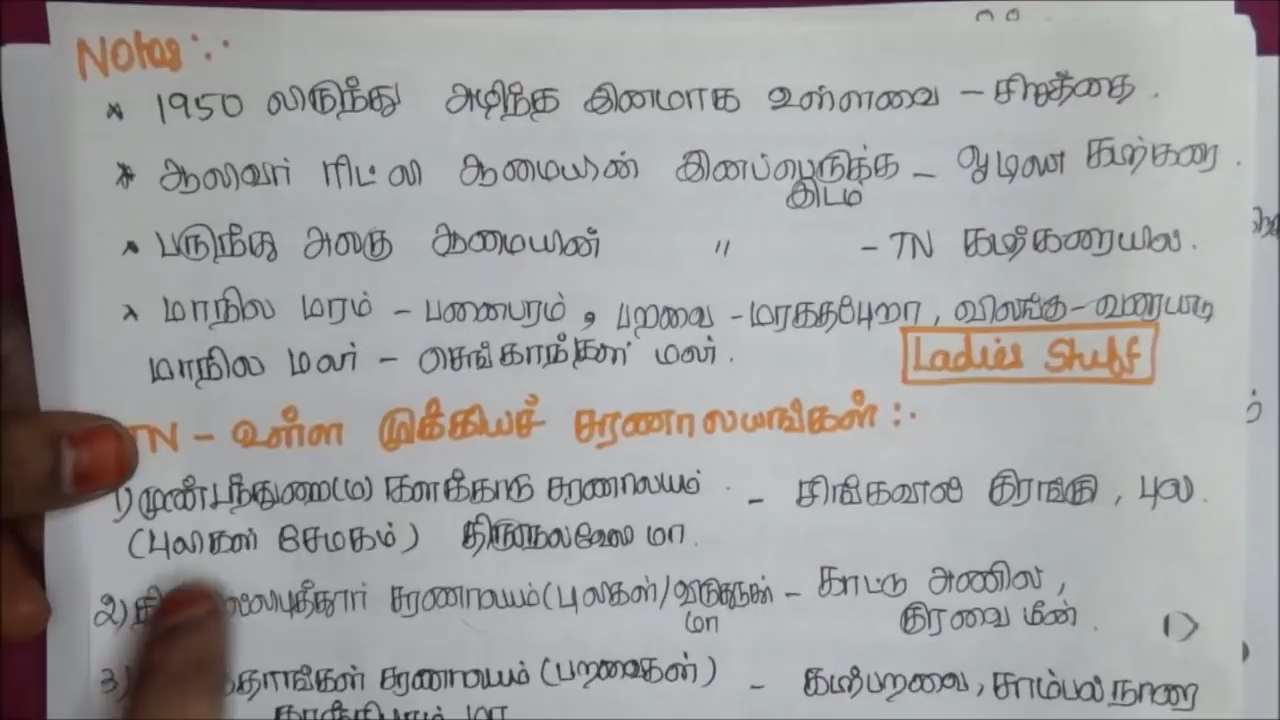 Notes :-
* 1950 லிருந்து அழிந்த இனமாக உள்ளவை - சிறுத்தை.
* ஆலிவர் ரிட்லி ஆமையின் இனப்பெருக்க - ஒடிஸா கடற்கரை.
இடம்
* பருந்து அலகு ஆமையின் " - TN கடற்கரையில்.
* மாநில மரம் - பனைமரம், பறவை - மரகதபுறா, விலங்கு - வரையாடு
மாநில மலர் - செங்காந்தள் மலர்.
Ladies Stuff
TN - உள்ள முக்கியச் சரணாலயங்கள் :-
1) முண்டந்துறை(ம) களக்காடு சரணாலயம் - சிங்கவால் குரங்கு, புலி.
(புலிகள் சேமகம்) திருநெல்வேலி மா.
2) சரணாலயம் (புலிகள்/விருதுநகர் - காட்டு அணில்,
மா குரவை மீன்.
1)
3) சரணாலயம் (பறவைகள்) - கடற்பறவை, சாம்பல் நாரை